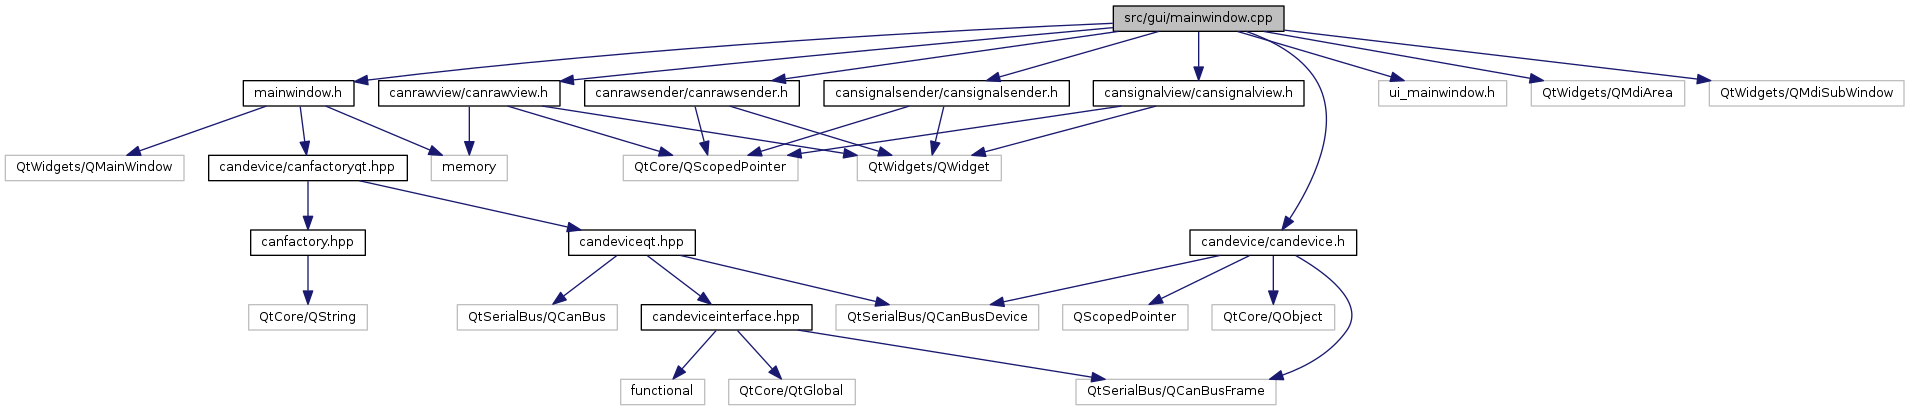 src/gui/mainwindow.cpp
mainwindow.h
canrawview/canrawview.h
canrawsender/canrawsender.h
cansignalsender/cansignalsender.h
cansignalview/cansignalview.h
ui_mainwindow.h
QtWidgets/QMdiArea
QtWidgets/QMdiSubWindow
QtWidgets/QMainWindow
candevice/canfactoryqt.hpp
memory
QtCore/QScopedPointer
QtWidgets/QWidget
canfactory.hpp
candeviceqt.hpp
candevice/candevice.h
QtCore/QString
QtSerialBus/QCanBus
candeviceinterface.hpp
QtSerialBus/QCanBusDevice
QScopedPointer
QtCore/QObject
functional
QtCore/QtGlobal
QtSerialBus/QCanBusFrame